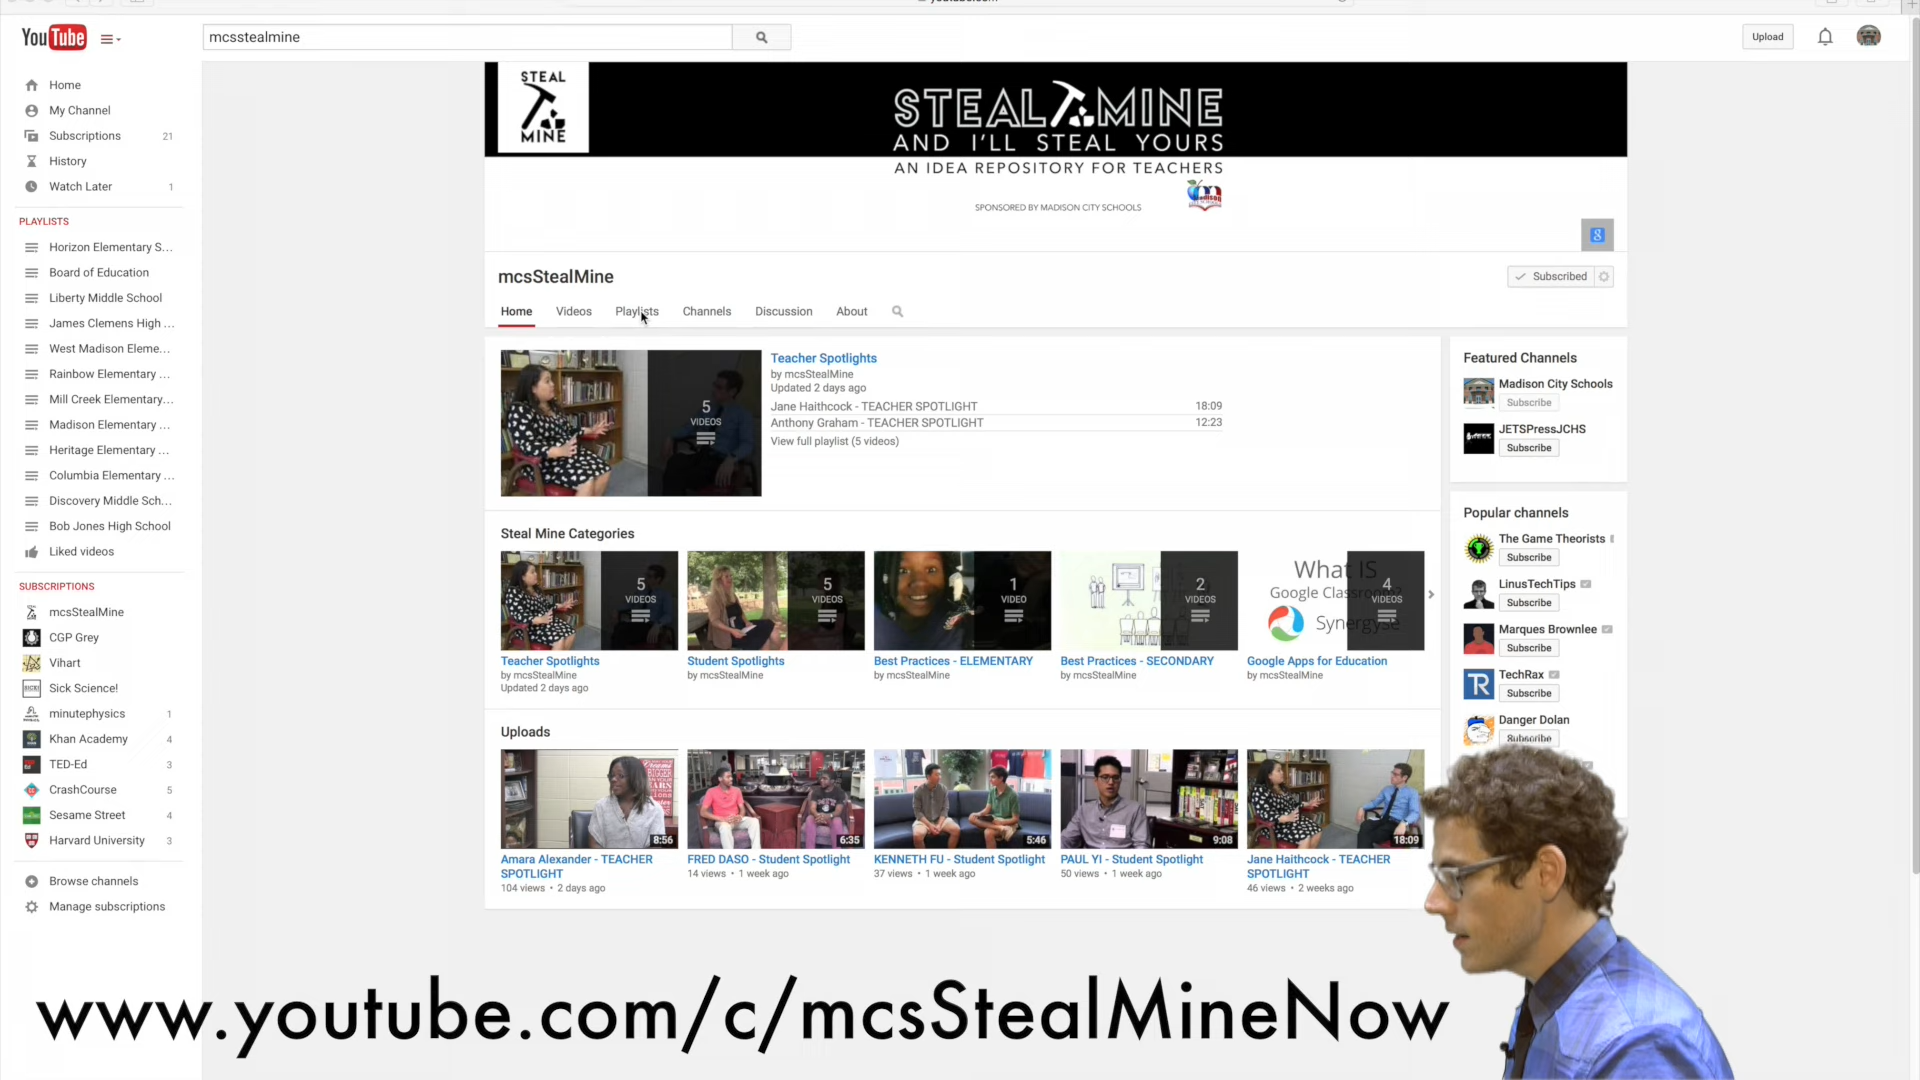 youtube.com
YouTube
mcsstealmine
Upload
Home
My Channel
Subscriptions 21
History
Watch Later 1
PLAYLISTS
Horizon Elementary S...
Board of Education
Liberty Middle School
James Clemens High ...
West Madison Eleme...
Rainbow Elementary ...
Mill Creek Elementary...
Madison Elementary ...
Heritage Elementary ...
Columbia Elementary ...
Discovery Middle Sch...
Bob Jones High School
Liked videos
SUBSCRIPTIONS
mcsStealMine
CGP Grey
Vihart
Sick Science!
minutephysics 1
Khan Academy 4
TED-Ed 3
CrashCourse 5
Sesame Street 4
Harvard University 3
Browse channels
Manage subscriptions
STEAL
MINE
STEAL MINE
AND I'LL STEAL YOURS
AN IDEA REPOSITORY FOR TEACHERS
SPONSORED BY MADISON CITY SCHOOLS
mcsStealMine
Subscribed
Home Videos Playlists Channels Discussion About
5
VIDEOS
Teacher Spotlights
by mcsStealMine
Updated 2 days ago
Jane Haithcock - TEACHER SPOTLIGHT 18:09
Anthony Graham - TEACHER SPOTLIGHT 12:23
View full playlist (5 videos)
Steal Mine Categories
5
VIDEOS
Teacher Spotlights
by mcsStealMine
Updated 2 days ago
5
VIDEOS
Student Spotlights
by mcsStealMine
1
VIDEO
Best Practices - ELEMENTARY
by mcsStealMine
2
VIDEOS
Best Practices - SECONDARY
by mcsStealMine
What IS
Google Classroom?
Synergyse
4
VIDEOS
Google Apps for Education
by mcsStealMine
Uploads
8:56
Amara Alexander - TEACHER
SPOTLIGHT
104 views • 2 days ago
6:35
FRED DASO - Student Spotlight
14 views • 1 week ago
5:46
KENNETH FU - Student Spotlight
37 views • 1 week ago
9:08
PAUL YI - Student Spotlight
50 views • 1 week ago
18:09
Jane Haithcock - TEACHER
SPOTLIGHT
46 views • 2 weeks ago
Featured Channels
Madison City Schools
Subscribe
JETSPressJCHS
Subscribe
Popular channels
The Game Theorists
Subscribe
LinusTechTips
Subscribe
Marques Brownlee
Subscribe
TechRax
Subscribe
Danger Dolan
Subscribe
www.youtube.com/c/mcsStealMineNow